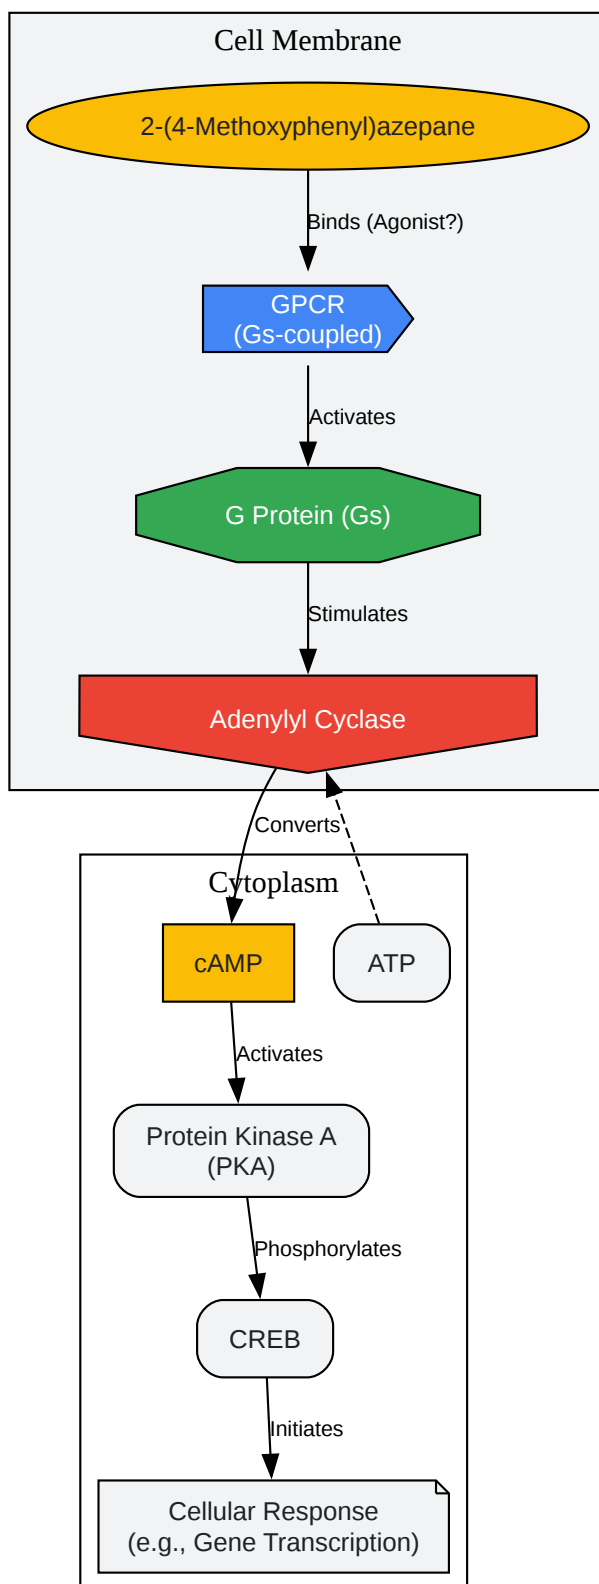 Cell Membrane
2-(4-Methoxyphenyl)azepane
Binds (Agonist?)
GPCR
(Gs-coupled)
Activates
G Protein (Gs)
Stimulates
Adenylyl Cyclase
Converts
Cytoplasm
cAMP
ATP
Activates
Protein Kinase A
(PKA)
Phosphorylates
CREB
Initiates
Cellular Response
(e.g., Gene Transcription)